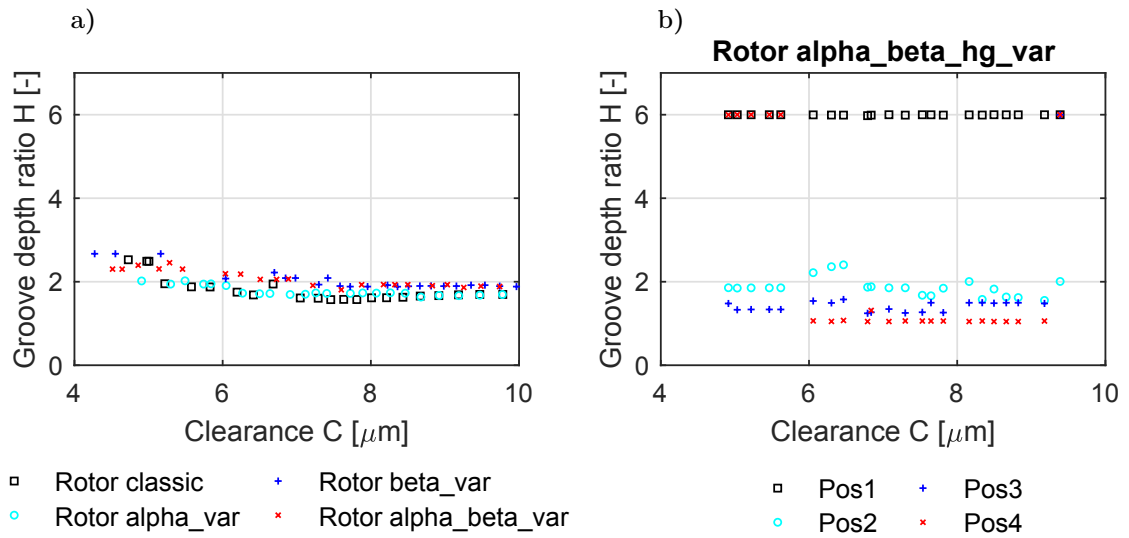 a)
Groove depth ratio H [-]
6
4
2
0
4 6 8 10
Clearance C [μm]
Rotor classic Rotor beta_var
Rotor alpha_var Rotor alpha_beta_var
b)
Rotor alpha_beta_hg_var
Groove depth ratio H [-]
6
4
2
0
4 6 8 10
Clearance C [μm]
Pos1 Pos3
Pos2 Pos4